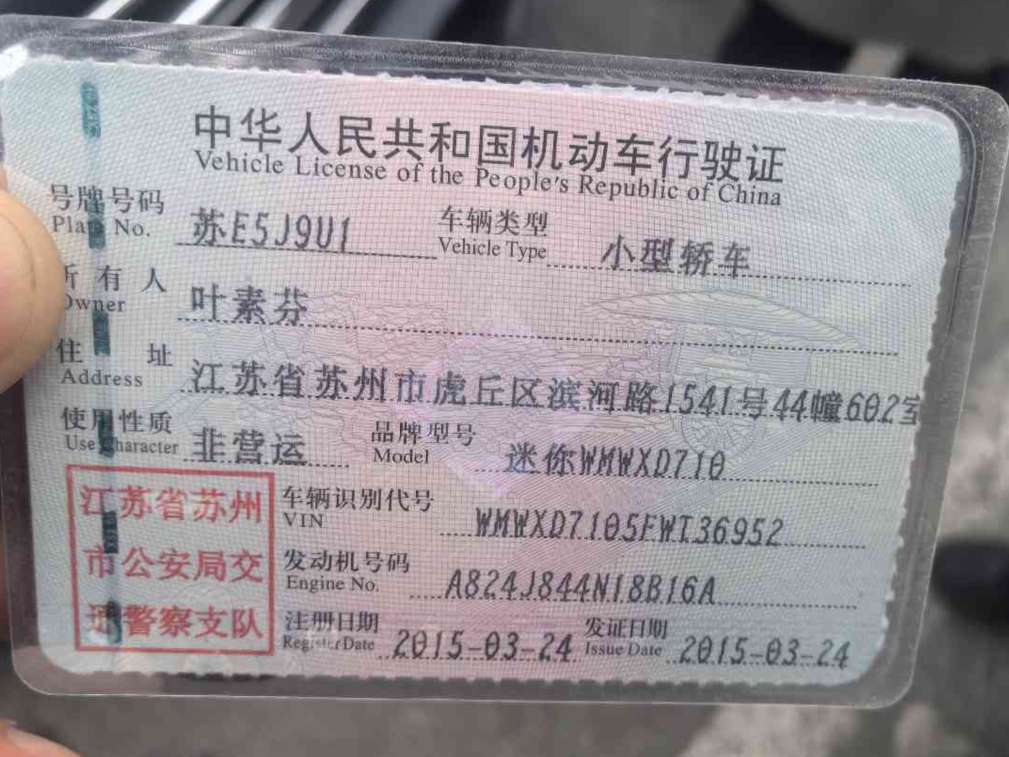 中华人民共和国机动车行驶证
Vehicle License of the People's Republic of China
号牌号码 苏E5J9U1 车辆类型 小型轿车
Plate No. Vehicle Type
所有人 叶素芬
Owner
住址 江苏省苏州市虎丘区滨河路1541号44幢602室
Address
使用性质 非营运 品牌型号 迷你WMWXD710
Use Character Model
江苏省苏州
市公安局交
通警察支队
车辆识别代号 WMWXD7105FWT36952
VIN
发动机号码 A824J844N18B16A
Engine No.
注册日期 2015-03-24 发证日期 2015-03-24
Register Date Issue Date